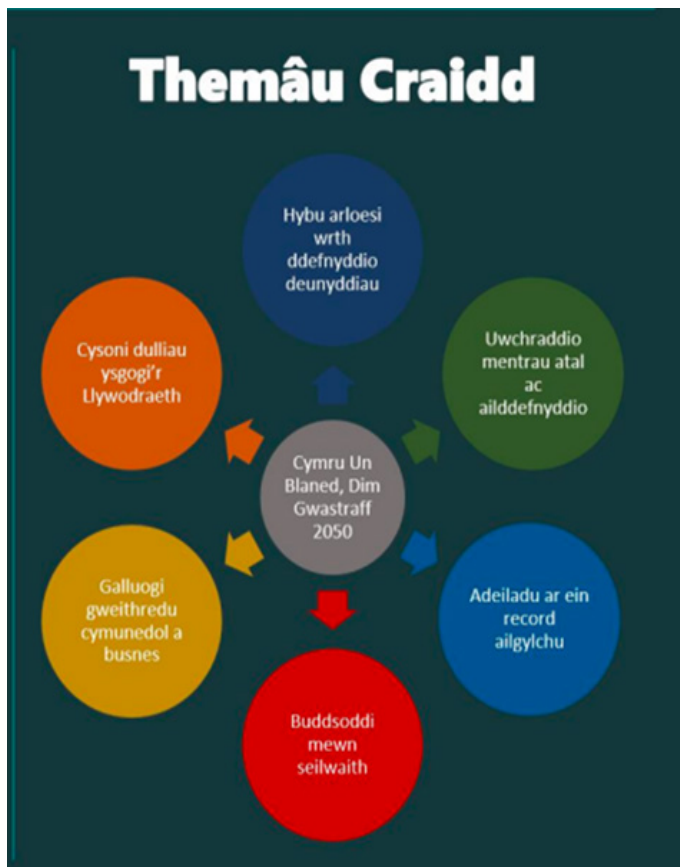 Themâu Craidd
Hybu arloesi
wrth
ddefnyddio
deunyddiau
Uwchraddio
mentrau atal
ac
ailddefnyddio
Adeiladu ar ein
record
ailgylchu
Buddsoddi
mewn
seilwaith
Galluogi
gweithredu
cymunedol a
busnes
Cysoni dulliau
ysgogi'r
Llywodraeth
Cymru Un
Blaned, Dim
Gwastraff
2050